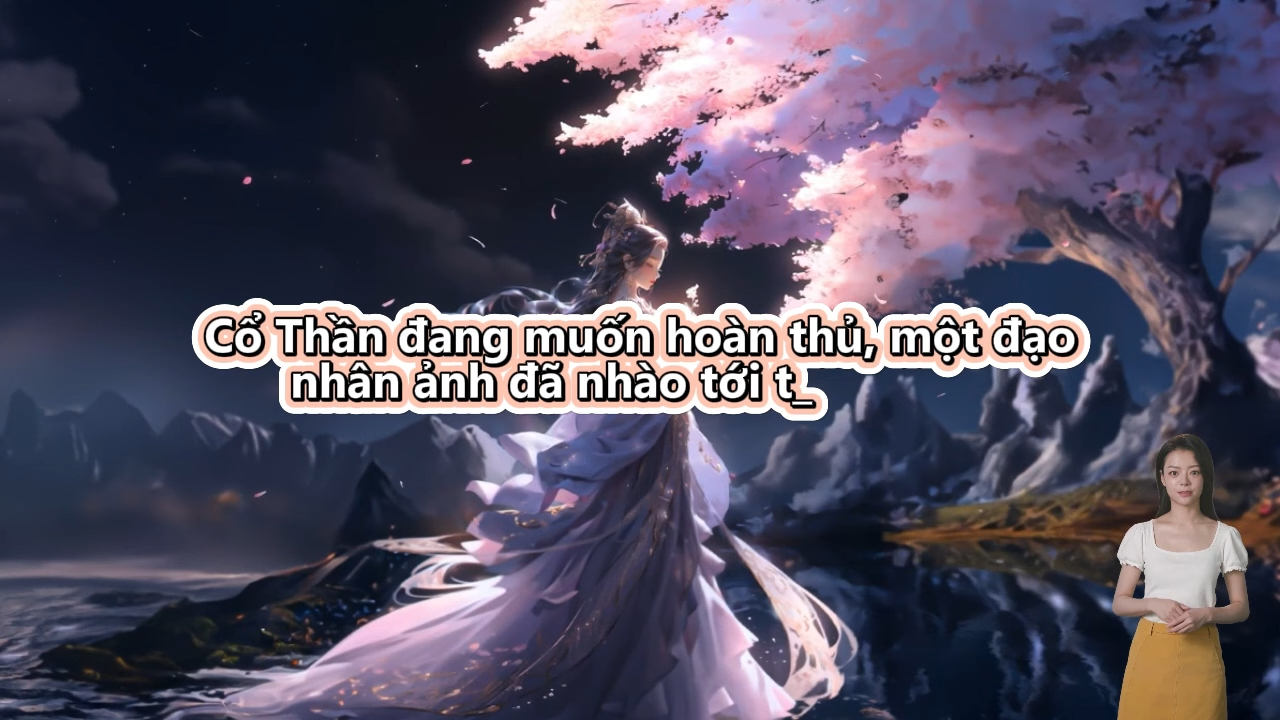 Cổ Thần đang muốn hoàn thủ, một đạo
nhân ảnh đã nhào tới t_